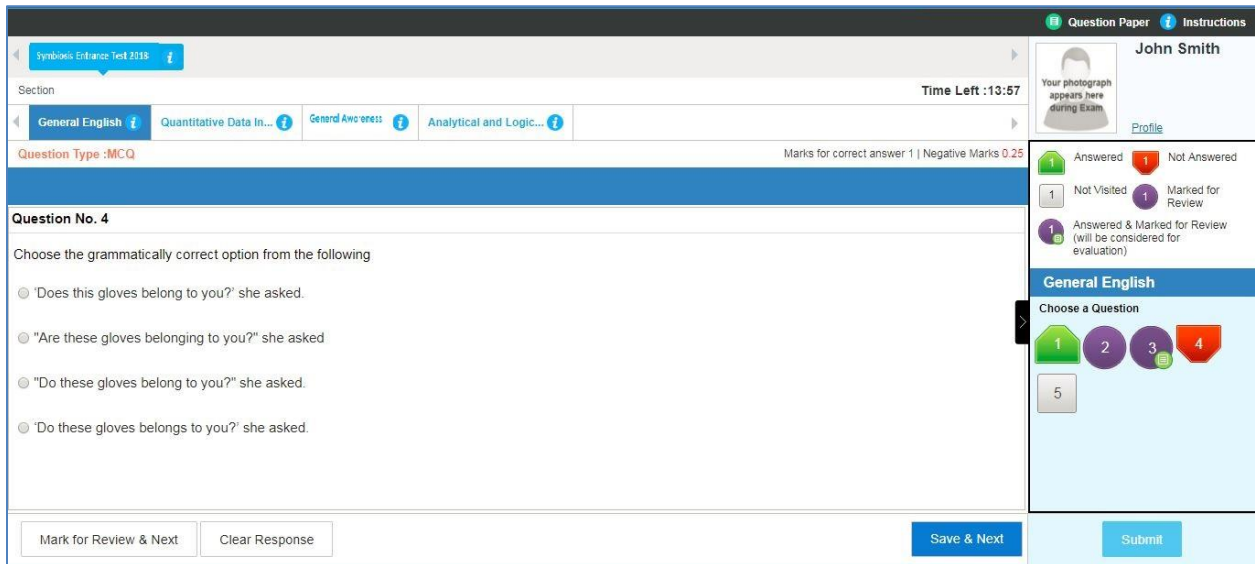 Question Paper i Instructions
Symbiosis Entrance Test 2018 i
John Smith
Your photograph
appears here
during Exam
Profile
Section
Time Left :13:57
General English i Quantitative Data In... i General Awareness i Analytical and Logic... i
Question Type :MCQ
Marks for correct answer 1 | Negative Marks 0.25
1 Answered 1 Not Answered
1 Not Visited 1 Marked for
Review
1 Answered & Marked for Review
(will be considered for
evaluation)
Question No. 4
Choose the grammatically correct option from the following
'Does this gloves belong to you?' she asked.
"Are these gloves belonging to you?" she asked
"Do these gloves belong to you?" she asked.
'Do these gloves belongs to you?' she asked.
General English
Choose a Question
1 2 3 4
5
Mark for Review & Next Clear Response Save & Next Submit